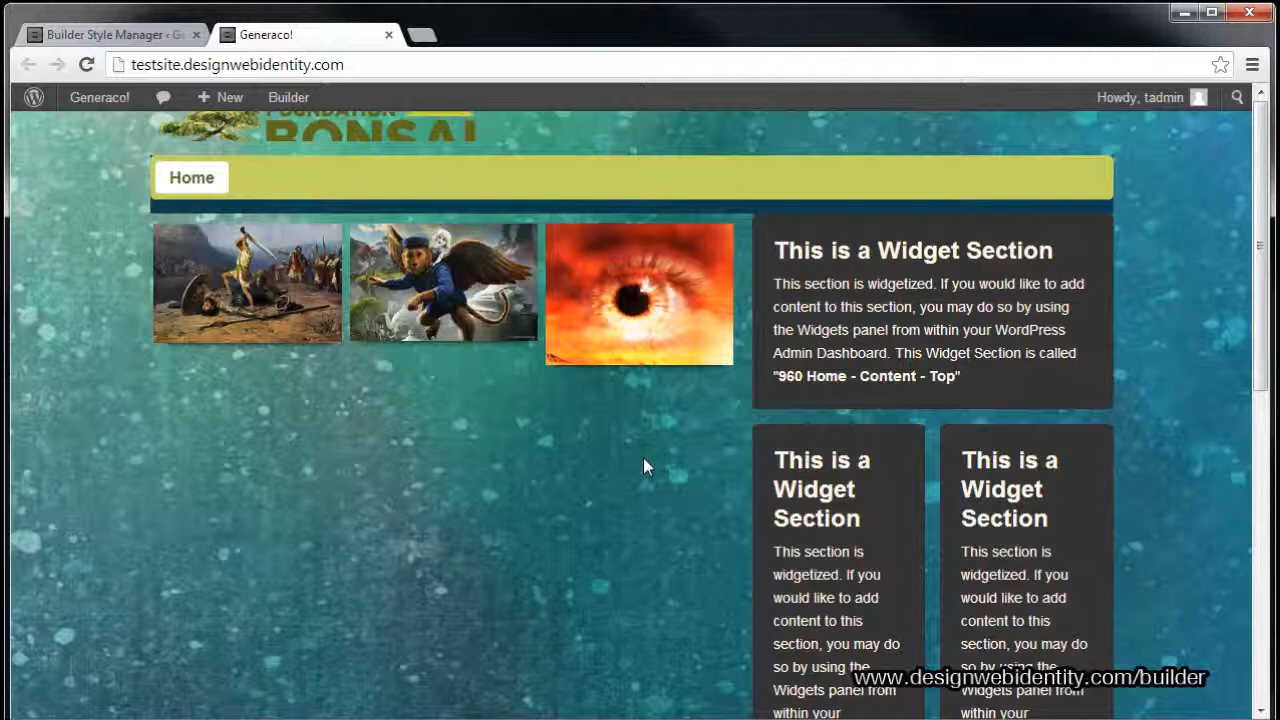 Builder Style Manager ‹ G
Generaco!
testsite.designwebidentity.com
Generaco!
New
Builder
Howdy, tadmin
FOUNDATION
BONSAI
Home
This is a Widget Section
This section is widgetized. If you would like to add
content to this section, you may do so by using
the Widgets panel from within your WordPress
Admin Dashboard. This Widget Section is called
"960 Home - Content - Top"
This is a
Widget
Section
This section is
widgetized. If you
would like to add
content to this
section, you may do
so by using the
Widgets panel from
within your
This is a
Widget
Section
This section is
widgetized. If you
would like to add
content to this
section, you may do
so by using the
Widgets panel from
within your
www.designwebidentity.com/builder